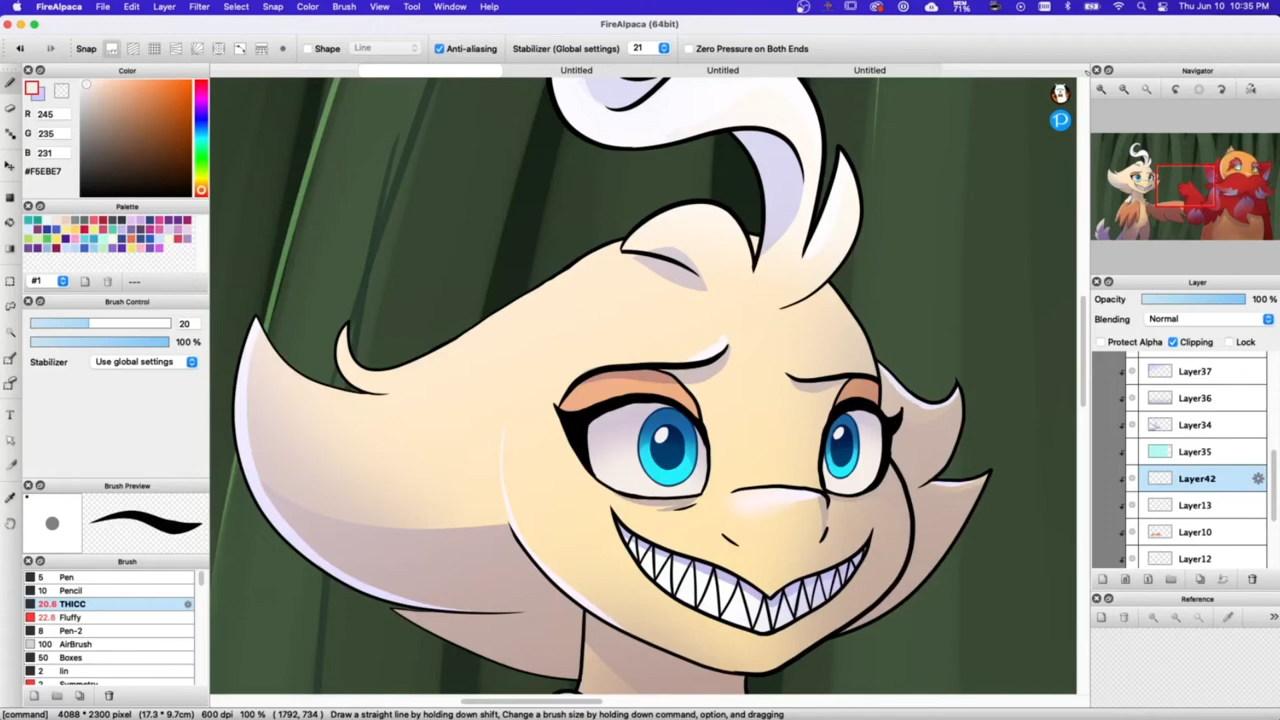 FireAlpaca File Edit Layer Filter Select Snap Color Brush View Tool Window Help MEM 71% Thu Jun 10 10:35 PM
FireAlpaca (64bit)
Snap Shape Line Anti-aliasing Stabilizer (Global settings) 21 Zero Pressure on Both Ends
Color
Untitled Untitled Untitled
Navigator
R 245
G 235
B 231
#F5EBE7
Palette
#1 ---
Brush Control
20
100 %
Stabilizer Use global settings
Brush Preview
Brush
5 Pen
10 Pencil
20.6 THICC
22.8 Fluffy
8 Pen-2
100 AirBrush
50 Boxes
2 lin
Symmetry
Layer
Opacity 100 %
Blending Normal
Protect Alpha Clipping Lock
Layer37
Layer36
Layer34
Layer35
Layer42
Layer13
Layer10
Layer12
Reference
[command] 4088 * 2300 pixel (17.3 * 9.7cm) 600 dpi 100 % (1792, 734) Draw a straight line by holding down shift, Change a brush size by holding down command, option, and dragging